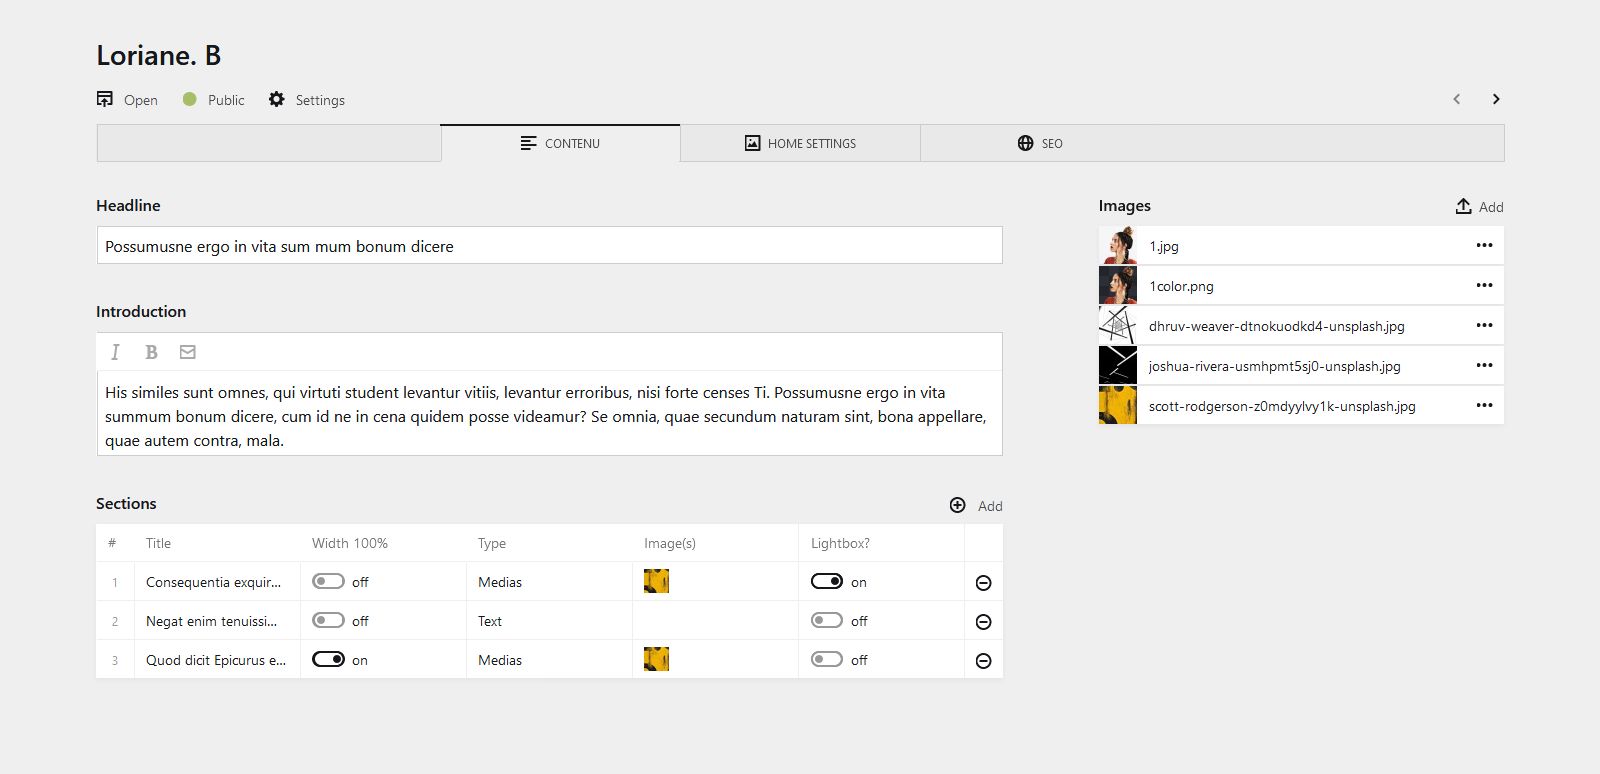 Loriane. B
Open Public Settings
CONTENU HOME SETTINGS SEO
Headline
Possumusne ergo in vita sum mum bonum dicere
Introduction
I B
His similes sunt omnes, qui virtuti student levantur vitiis, levantur erroribus, nisi forte censes Ti. Possumusne ergo in vita
summum bonum dicere, cum id ne in cena quidem posse videamur? Se omnia, quae secundum naturam sint, bona appellare,
quae autem contra, mala.
Sections Add
# Title Width 100% Type Image(s) Lightbox?
1 Consequentia exquir... off Medias on
2 Negat enim tenuissi... off Text off
3 Quod dicit Epicurus e... on Medias off
Images Add
1.jpg
1color.png
dhruv-weaver-dtnokuodkd4-unsplash.jpg
joshua-rivera-usmhpmt5sj0-unsplash.jpg
scott-rodgerson-z0mdyylvy1k-unsplash.jpg